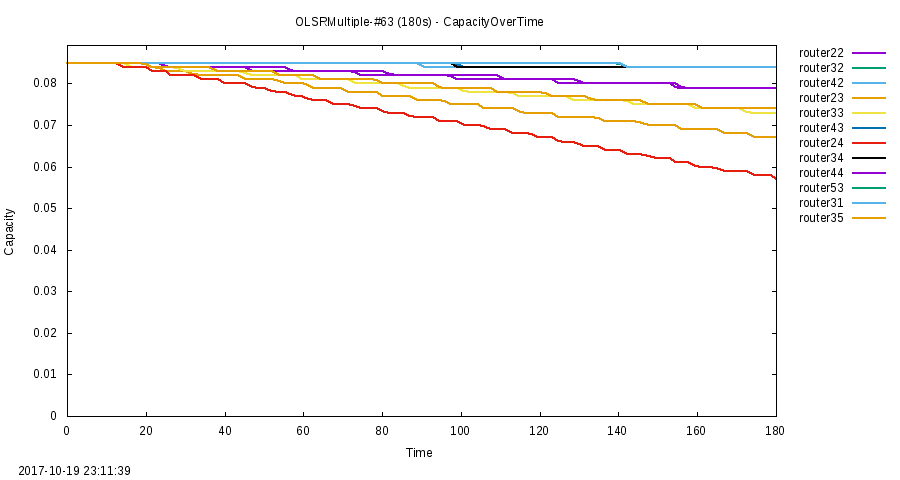 OLSRMultiple-#63 (180s) - CapacityOverTime
router22
router32
router42
router23
router33
router43
router24
router34
router44
router53
router31
router35
0.08
0.07
0.06
0.05
0.04
0.03
0.02
0.01
0
Capacity
0 20 40 60 80 100 120 140 160 180
Time
2017-10-19 23:11:39